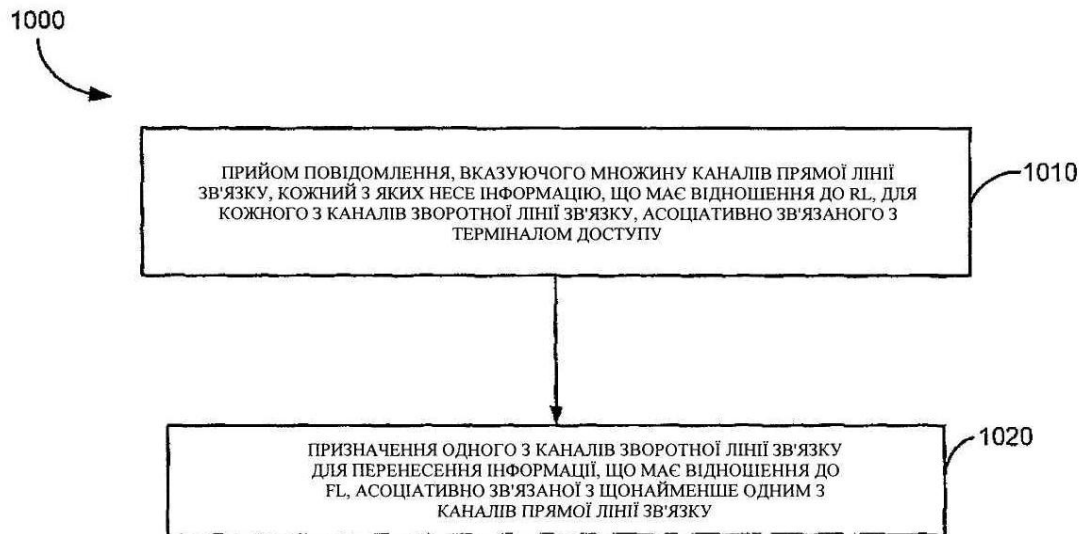 1000
ПРИЙОМ ПОВІДОМЛЕННЯ, ВКАЗУЮЧОГО МНОЖИНУ КАНАЛІВ ПРЯМОЇ ЛІНІЇ
ЗВ'ЯЗКУ, КОЖНИЙ З ЯКИХ НЕСЕ ІНФОРМАЦІЮ, ЩО МАЄ ВІДНОШЕННЯ ДО RL, ДЛЯ
КОЖНОГО З КАНАЛІВ ЗВОРОТНОЇ ЛІНІЇ ЗВ'ЯЗКУ, АСОЦІАТИВНО ЗВ'ЯЗАНОГО З
ТЕРМІНАЛОМ ДОСТУПУ
1010
ПРИЗНАЧЕННЯ ОДНОГО З КАНАЛІВ ЗВОРОТНОЇ ЛІНІЇ ЗВ'ЯЗКУ
ДЛЯ ПЕРЕНЕСЕННЯ ІНФОРМАЦІЇ, ЩО МАЄ ВІДНОШЕННЯ ДО
FL, АСОЦІАТИВНО ЗВ'ЯЗАНОЇ З ЩОНАЙМЕНШЕ ОДНИМ З
КАНАЛІВ ПРЯМОЇ ЛІНІЇ ЗВ'ЯЗКУ
1020